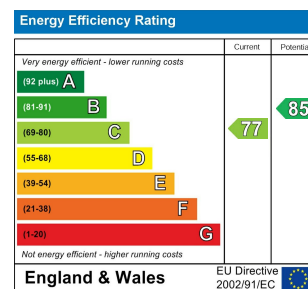 Energy Efficiency Rating
Current Potentia
Very energy efficient - lower running costs
(92 plus) A
(81-91) B 85
(69-80) C 77
(55-68) D
(39-54) E
(21-38) F
(1-20) G
Not energy efficient - higher running costs
England & Wales
EU Directive
2002/91/EC